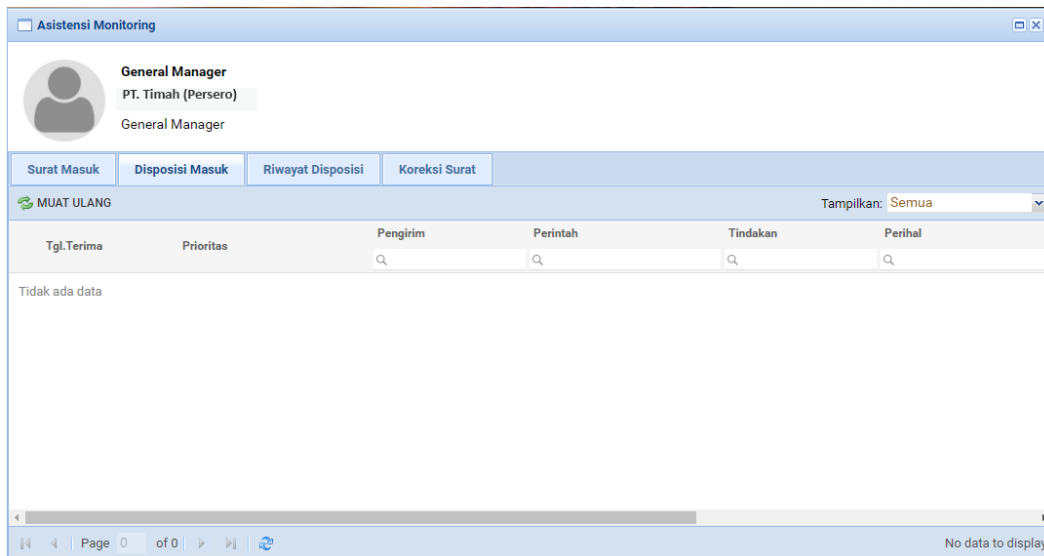 Asistensi Monitoring
General Manager
PT. Timah (Persero)
General Manager
Surat Masuk Disposisi Masuk Riwayat Disposisi Koreksi Surat
MUAT ULANG Tampilkan: Semua
Tgl.Terima Prioritas Pengirim Perintah Tindakan Perihal
Tidak ada data
Page 0 of 0 No data to display